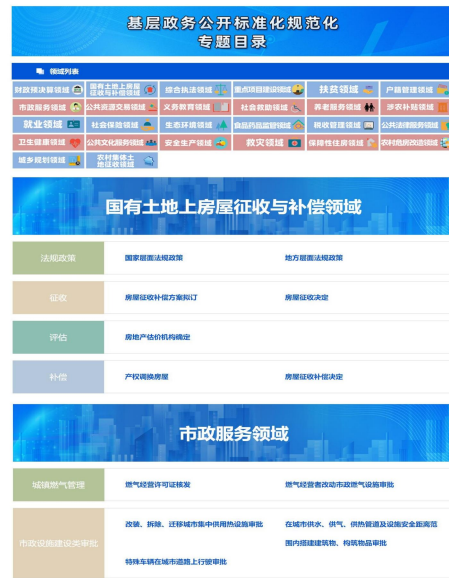 基层政务公开标准化规范化
专题目录
领域列表
财政预决算领域 国有土地上房屋征收与补偿领域 综合执法领域 重点项目建设领域 扶贫领域 户籍管理领域
市政服务领域 公共资源交易领域 义务教育领域 社会救助领域 养老服务领域 涉农补贴领域
就业领域 社会保险领域 生态环境领域 食品药品监管领域 税收管理领域 公共法律服务领域
卫生健康领域 公共文化服务领域 安全生产领域 救灾领域 保障性住房领域 农村危房改造领域
城乡规划领域 农村集体土地征收领域
国有土地上房屋征收与补偿领域
法规政策 国家层面法规政策 地方层面法规政策
征收 房屋征收补偿方案拟订 房屋征收决定
评估 房地产估价机构确定
补偿 产权调换房屋 房屋征收补偿决定
市政服务领域
城镇燃气管理 燃气经营许可证核发 燃气经营者改动市政燃气设施审批
市政设施建设类审批 改装、拆除、迁移城市集中供用热设施审批 在城市供水、供气、供热管道及设施安全距离范
围内搭建建筑物、构筑物品审批
特殊车辆在城市道路上行驶审批